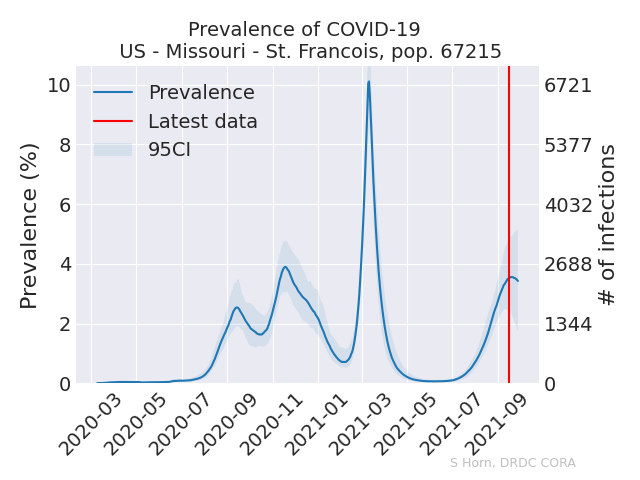 Prevalence of COVID-19
US - Missouri - St. Francois, pop. 67215
Prevalence
Latest data
95CI
Prevalence (%)
10
8
6
4
2
0
6721
5377
4032
2688
1344
0
# of infections
2020-03
2020-05
2020-07
2020-09
2020-11
2021-01
2021-03
2021-05
2021-07
2021-09
S Horn, DRDC CORA